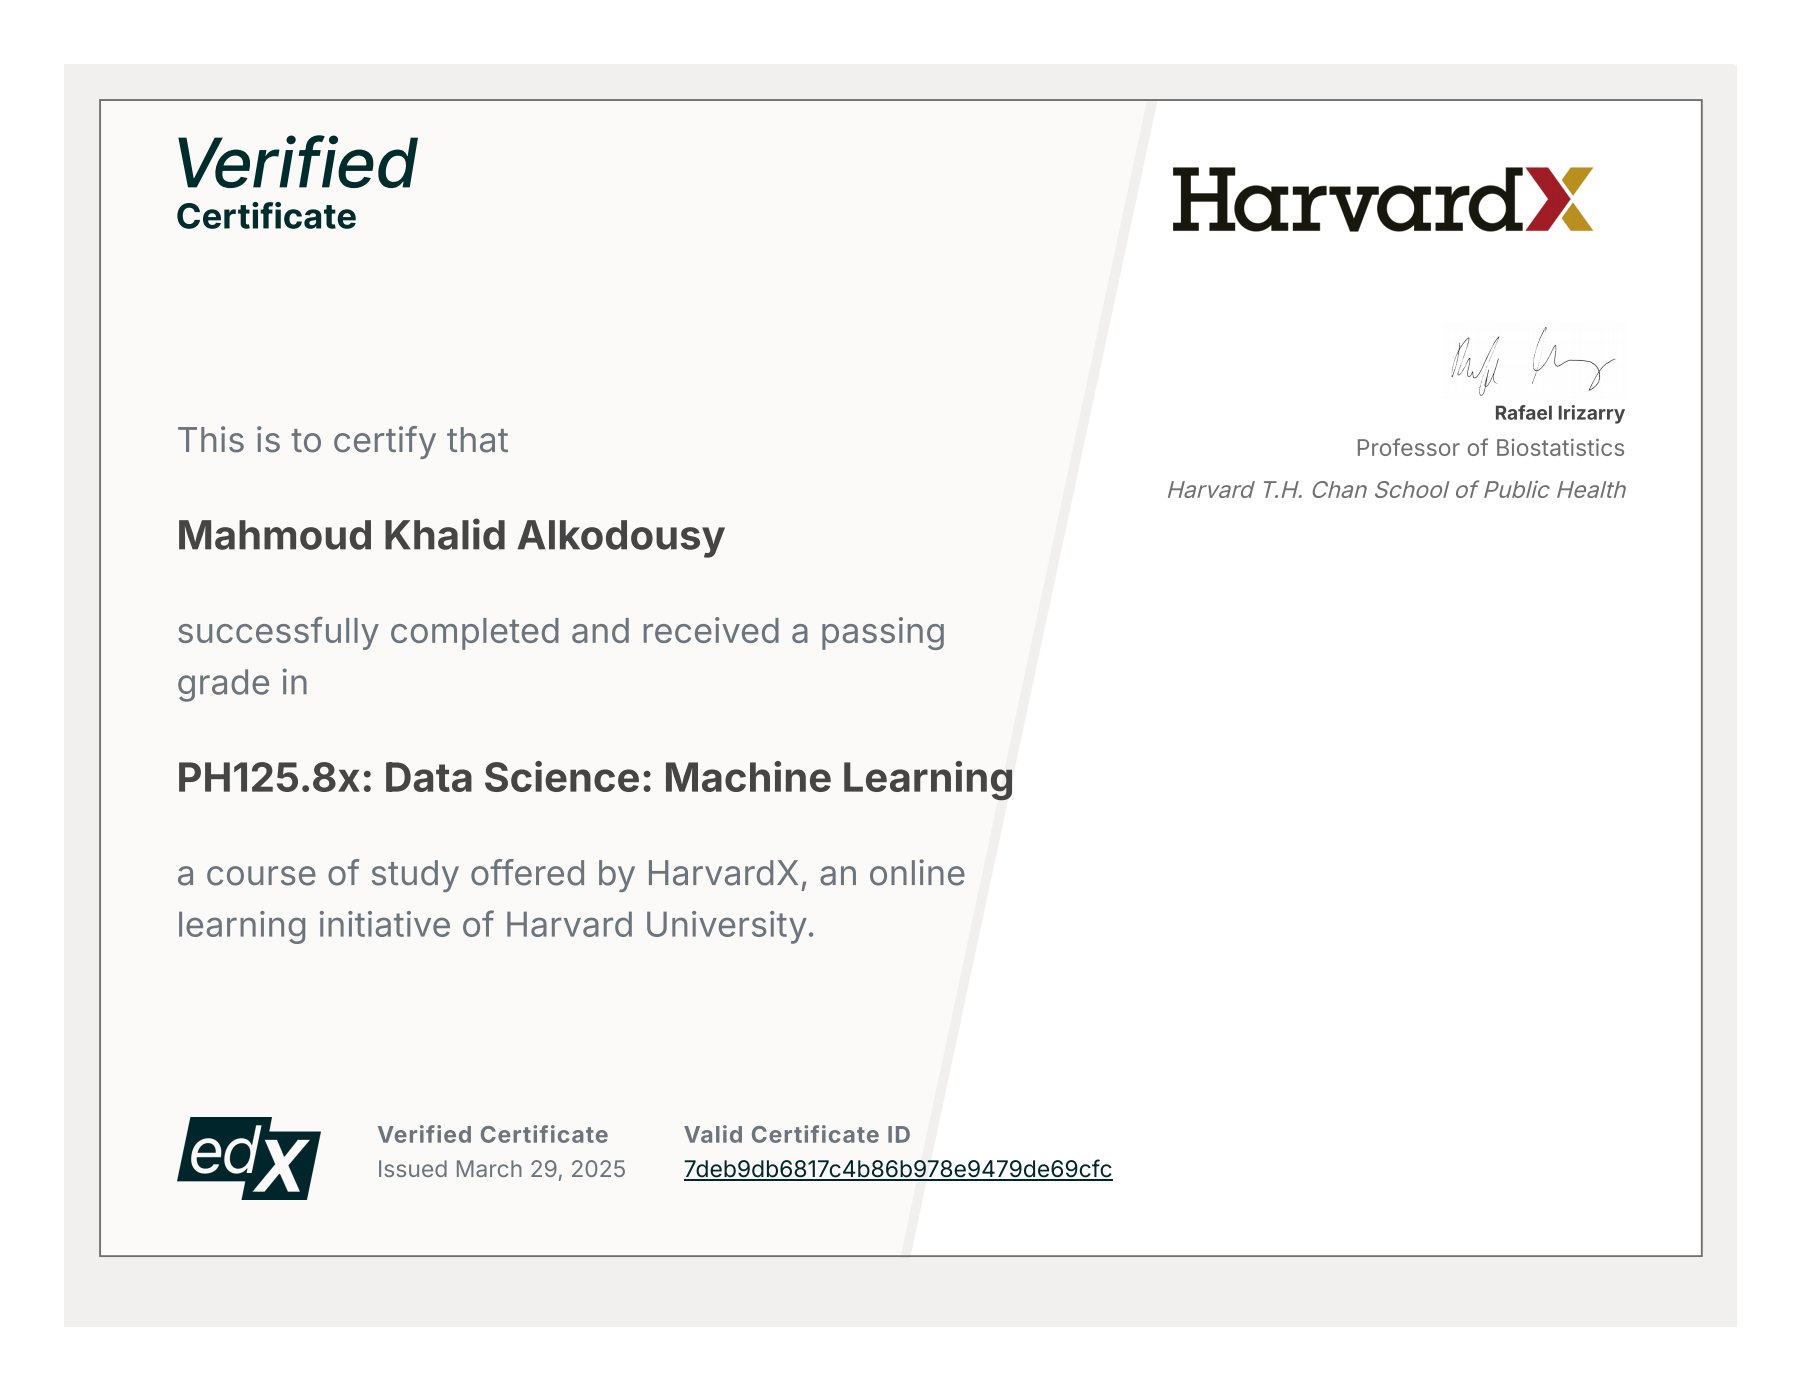 Verified
Certificate
HarvardX
Rafael Irizarry
Professor of Biostatistics
Harvard T.H. Chan School of Public Health
This is to certify that
Mahmoud Khalid Alkodousy
successfully completed and received a passing
grade in
PH125.8x: Data Science: Machine Learning
a course of study offered by HarvardX, an online
learning initiative of Harvard University.
edX
Verified Certificate
Issued March 29, 2025
Valid Certificate ID
7deb9db6817c4b86b978e9479de69cfc